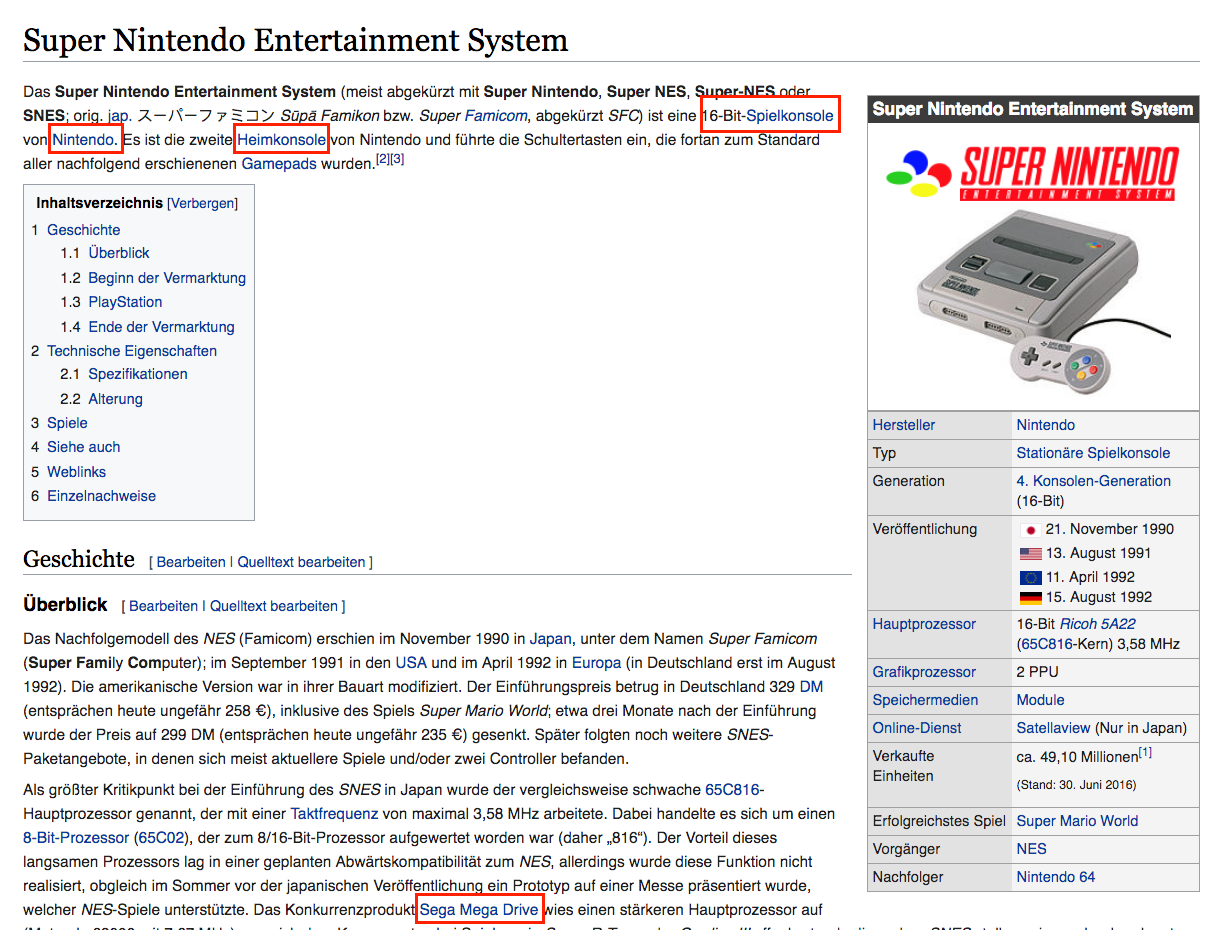 Super Nintendo Entertainment System
Das Super Nintendo Entertainment System (meist abgekürzt mit Super Nintendo, Super NES, Super-NES oder
SNES; orig. jap. スーパーファミコン Sūpā Famikon bzw. Super Famicom, abgekürzt SFC) ist eine 16-Bit-Spielkonsole
von Nintendo. Es ist die zweite Heimkonsole von Nintendo und führte die Schultertasten ein, die fortan zum Standard
aller nachfolgend erschienenen Gamepads wurden.[2][3]
Inhaltsverzeichnis [Verbergen]
1 Geschichte
1.1 Überblick
1.2 Beginn der Vermarktung
1.3 PlayStation
1.4 Ende der Vermarktung
2 Technische Eigenschaften
2.1 Spezifikationen
2.2 Alterung
3 Spiele
4 Siehe auch
5 Weblinks
6 Einzelnachweise
Geschichte [ Bearbeiten | Quelltext bearbeiten ]
Überblick [ Bearbeiten | Quelltext bearbeiten ]
Das Nachfolgemodell des NES (Famicom) erschien im November 1990 in Japan, unter dem Namen Super Famicom
(Super Family Computer); im September 1991 in den USA und im April 1992 in Europa (in Deutschland erst im August
1992). Die amerikanische Version war in ihrer Bauart modifiziert. Der Einführungspreis betrug in Deutschland 329 DM
(entsprächen heute ungefähr 258 €), inklusive des Spiels Super Mario World; etwa drei Monate nach der Einführung
wurde der Preis auf 299 DM (entsprächen heute ungefähr 235 €) gesenkt. Später folgten noch weitere SNES-
Paketangebote, in denen sich meist aktuellere Spiele und/oder zwei Controller befanden.
Als größter Kritikpunkt bei der Einführung des SNES in Japan wurde der vergleichsweise schwache 65C816-
Hauptprozessor genannt, der mit einer Taktfrequenz von maximal 3,58 MHz arbeitete. Dabei handelte es sich um einen
8-Bit-Prozessor (65C02), der zum 8/16-Bit-Prozessor aufgewertet worden war (daher „816“). Der Vorteil dieses
langsamen Prozessors lag in einer geplanten Abwärtskompatibilität zum NES, allerdings wurde diese Funktion nicht
realisiert, obgleich im Sommer vor der japanischen Veröffentlichung ein Prototyp auf einer Messe präsentiert wurde,
welcher NES-Spiele unterstützte. Das Konkurrenzprodukt Sega Mega Drive wies einen stärkeren Hauptprozessor auf
Super Nintendo Entertainment System
SUPER NINTENDO
ENTERTAINMENT SYSTEM
Hersteller Nintendo
Typ Stationäre Spielkonsole
Generation 4. Konsolen-Generation
(16-Bit)
Veröffentlichung 21. November 1990
13. August 1991
11. April 1992
15. August 1992
Hauptprozessor 16-Bit Ricoh 5A22
(65C816-Kern) 3,58 MHz
Grafikprozessor 2 PPU
Speichermedien Module
Online-Dienst Satellaview (Nur in Japan)
Verkaufte ca. 49,10 Millionen[1]
Einheiten (Stand: 30. Juni 2016)
Erfolgreichstes Spiel Super Mario World
Vorgänger NES
Nachfolger Nintendo 64